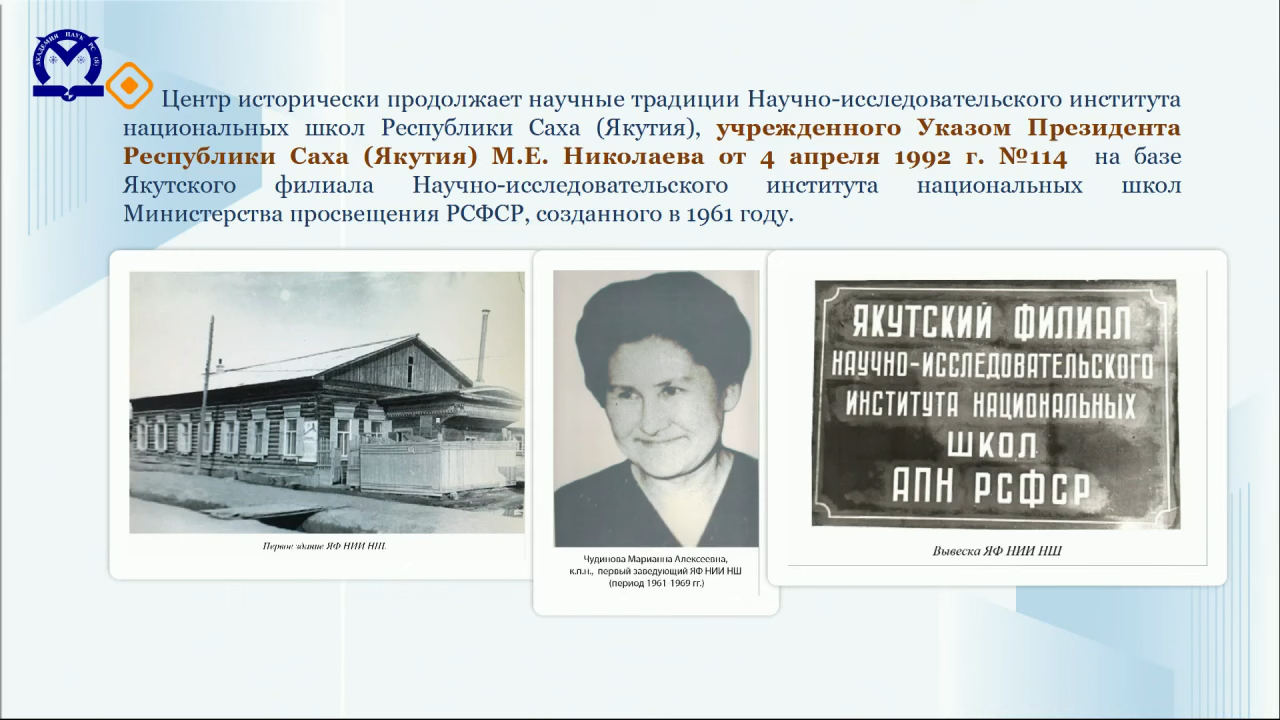 АКАДЕМИЯ НАУК РС (Я)
Центр исторически продолжает научные традиции Научно-исследовательского института
национальных школ Республики Саха (Якутия), учрежденного Указом Президента
Республики Саха (Якутия) М.Е. Николаева от 4 апреля 1992 г. №114 на базе
Якутского филиала Научно-исследовательского института национальных школ
Министерства просвещения РСФСР, созданного в 1961 году.
Первое здание ЯФ НИИ НШ.
Чудинова Марианна Алексеевна,
к.п.н., первый заведующий ЯФ НИИ НШ
(период 1961-1969 гг.)
ЯКУТСКИЙ ФИЛИАЛ
НАУЧНО-ИССЛЕДОВАТЕЛЬСКОГО
ИНСТИТУТА НАЦИОНАЛЬНЫХ
ШКОЛ
АПН РСФСР
Вывеска ЯФ НИИ НШ